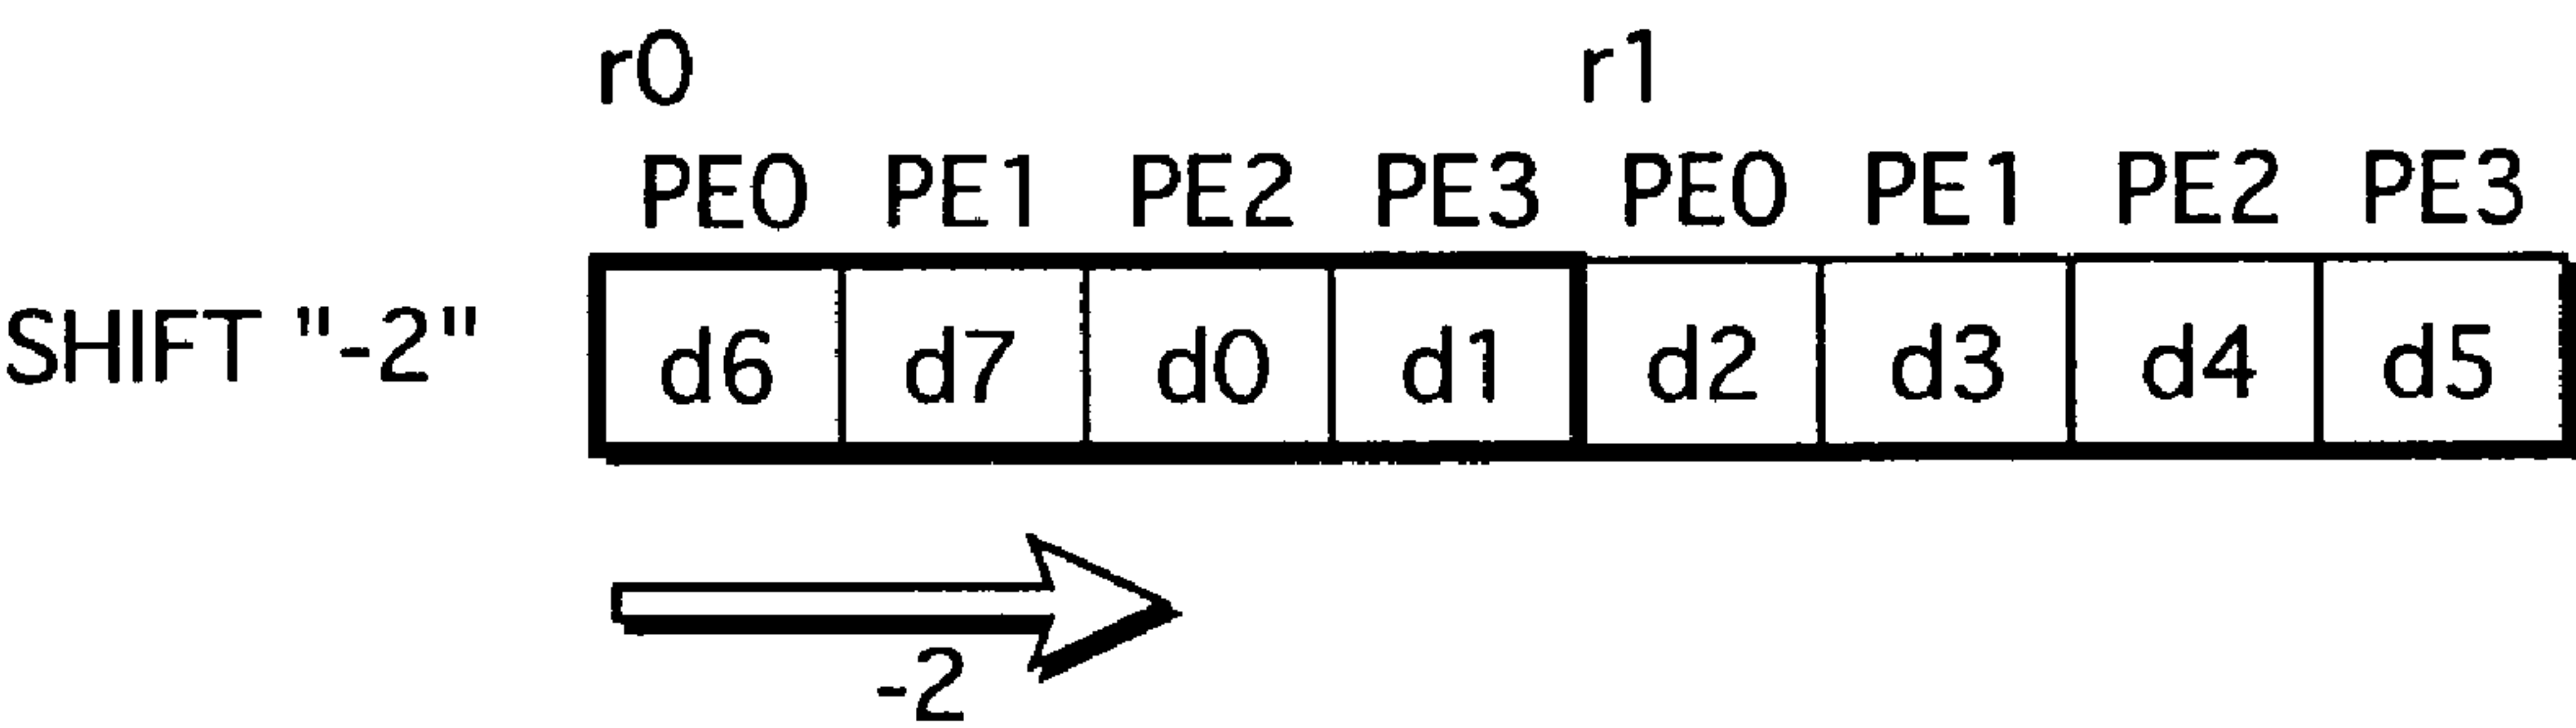 r0 r1
PE0 PE1 PE2 PE3 PE0 PE1 PE2 PE3
SHIFT "-2" d6 d7 d0 d1 d2 d3 d4 d5
-2